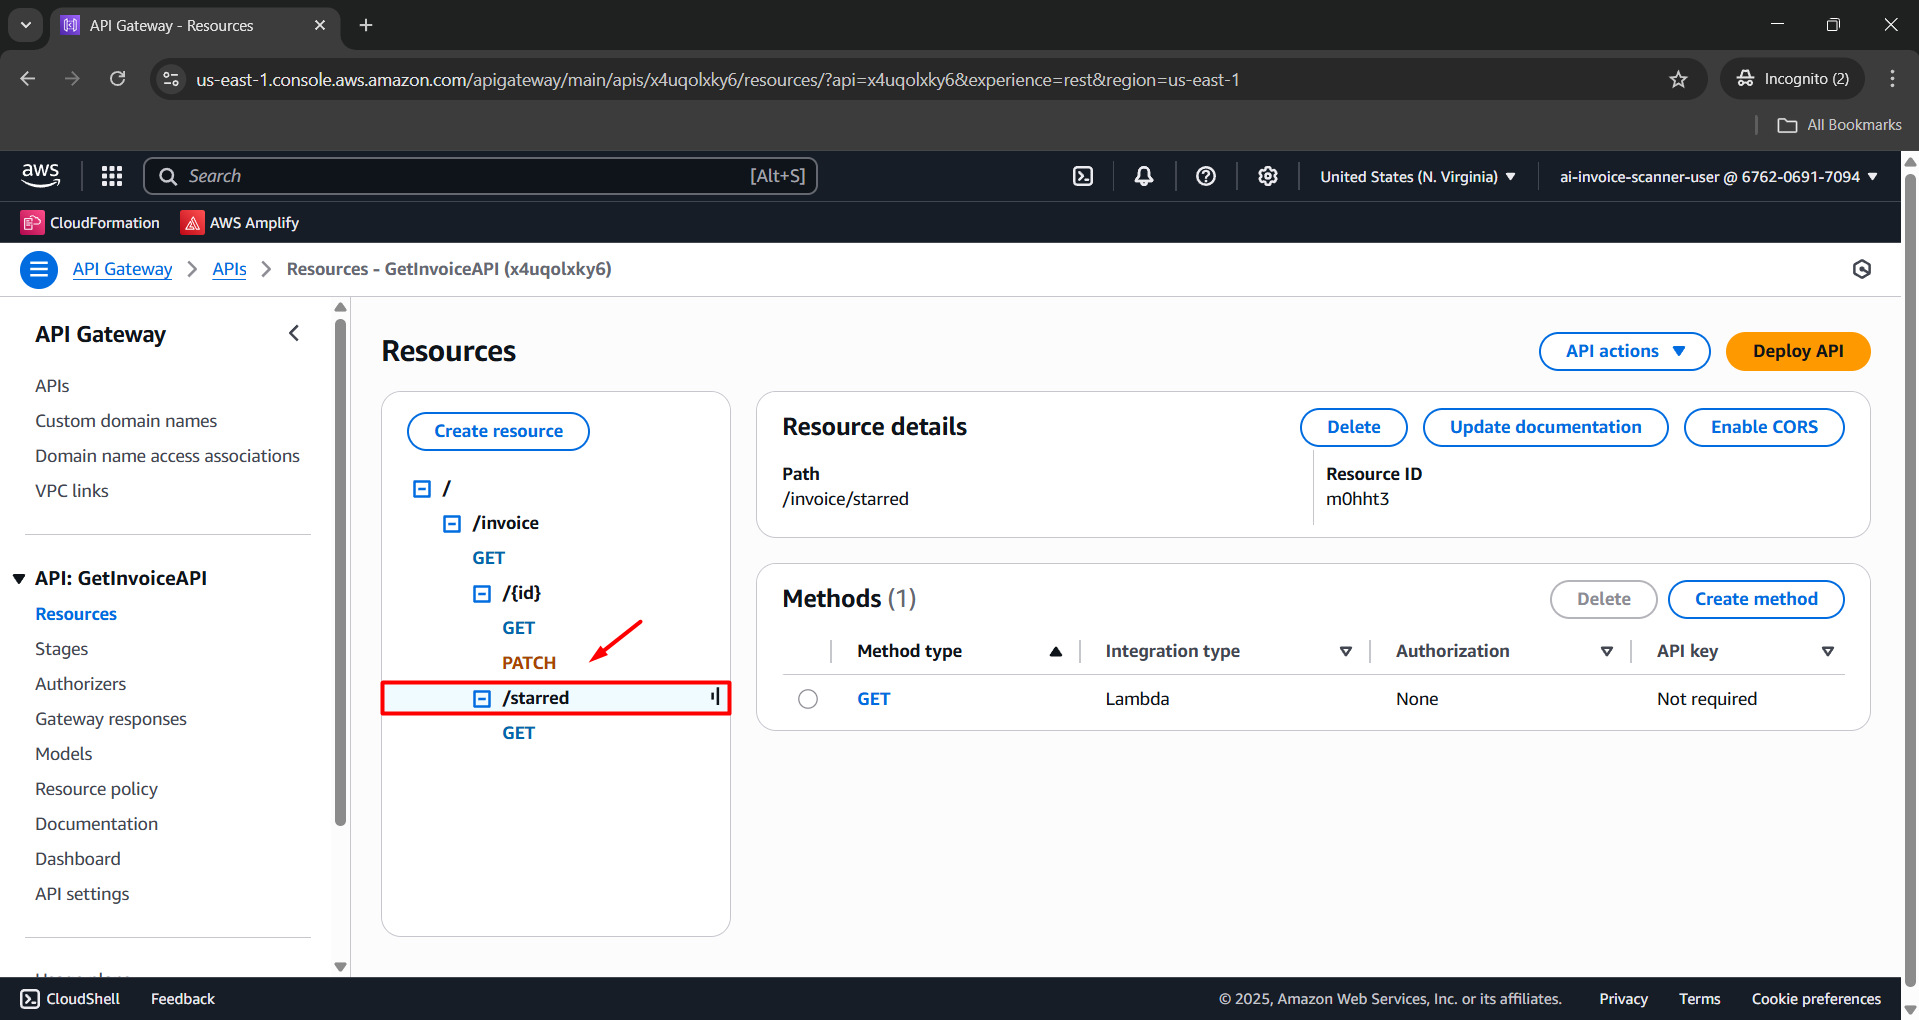 API Gateway - Resources
us-east-1.console.aws.amazon.com/apigateway/main/apis/x4uqolxky6/resources/?api=x4uqolxky6&experience=rest&region=us-east-1
Incognito (2)
All Bookmarks
aws
Search
[Alt+S]
United States (N. Virginia)
ai-invoice-scanner-user @ 6762-0691-7094
CloudFormation
AWS Amplify
API Gateway
APIs
Resources - GetInvoiceAPI (x4uqolxky6)
API Gateway
APIs
Custom domain names
Domain name access associations
VPC links
API: GetInvoiceAPI
Resources
Stages
Authorizers
Gateway responses
Models
Resource policy
Documentation
Dashboard
API settings
Resources
API actions
Deploy API
Create resource
/
/invoice
GET
/{id}
GET
PATCH
/starred
GET
Resource details
Delete
Update documentation
Enable CORS
Path
/invoice/starred
Resource ID
m0hht3
Methods (1)
Delete
Create method
Method type
Integration type
Authorization
API key
GET
Lambda
None
Not required
CloudShell
Feedback
© 2025, Amazon Web Services, Inc. or its affiliates.
Privacy
Terms
Cookie preferences